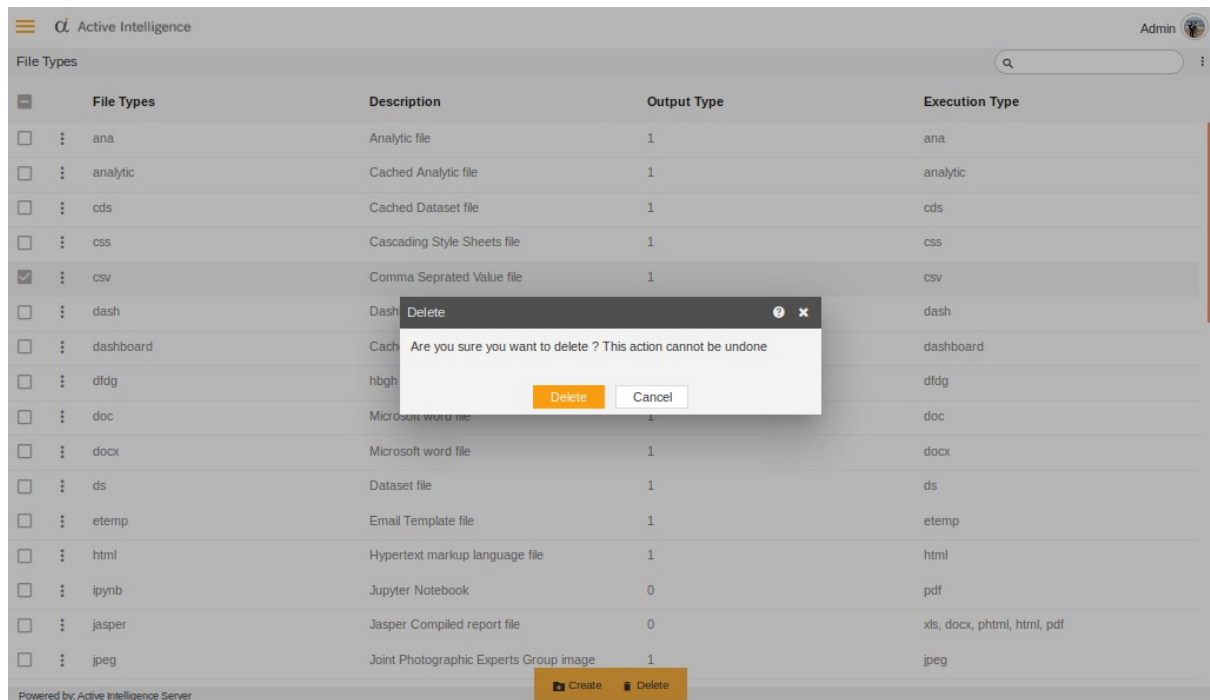 Active Intelligence Admin
File Types
File Types Description Output Type Execution Type
ana Analytic file 1 ana
analytic Cached Analytic file 1 analytic
cds Cached Dataset file 1 cds
css Cascading Style Sheets file 1 css
csv Comma Seprated Value file 1 csv
dash Dash dash
Delete
dashboard Cach dashboard
Are you sure you want to delete ? This action cannot be undone
dfdg hbgh dfdg
Delete Cancel
doc Microsoft word file 1 doc
docx Microsoft word file 1 docx
ds Dataset file 1 ds
etemp Email Template file 1 etemp
html Hypertext markup language file 1 html
ipynb Jupyter Notebook 0 pdf
jasper Jasper Compiled report file 0 xls, docx, phtml, html, pdf
jpeg Joint Photographic Experts Group image 1 jpeg
Create Delete
Powered by: Active Intelligence Server